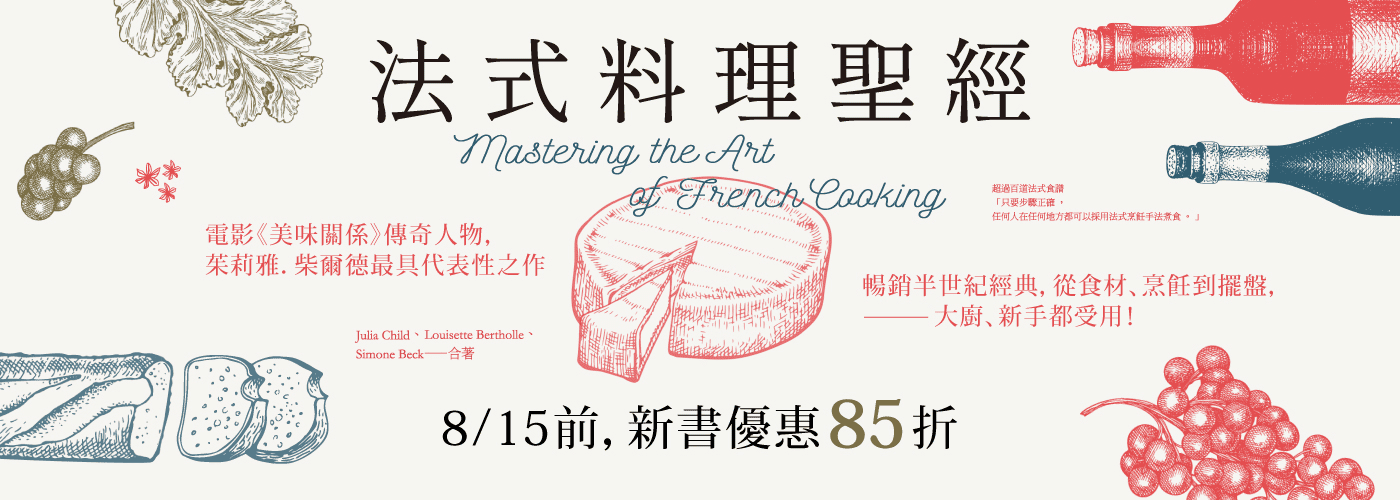 法式料理聖經
Mastering the Art
of French Cooking
超過百道法式食譜
「只要步驟正確，
任何人在任何地方都可以採用法式烹飪手法煮食。」
電影《美味關係》傳奇人物，
茱莉雅．柴爾德最具代表性之作
暢銷半世紀經典，從食材、烹飪到擺盤，
——大廚、新手都受用！
Julia Child、Louisette Bertholle、
Simone Beck——合著
8/15前，新書優惠85折